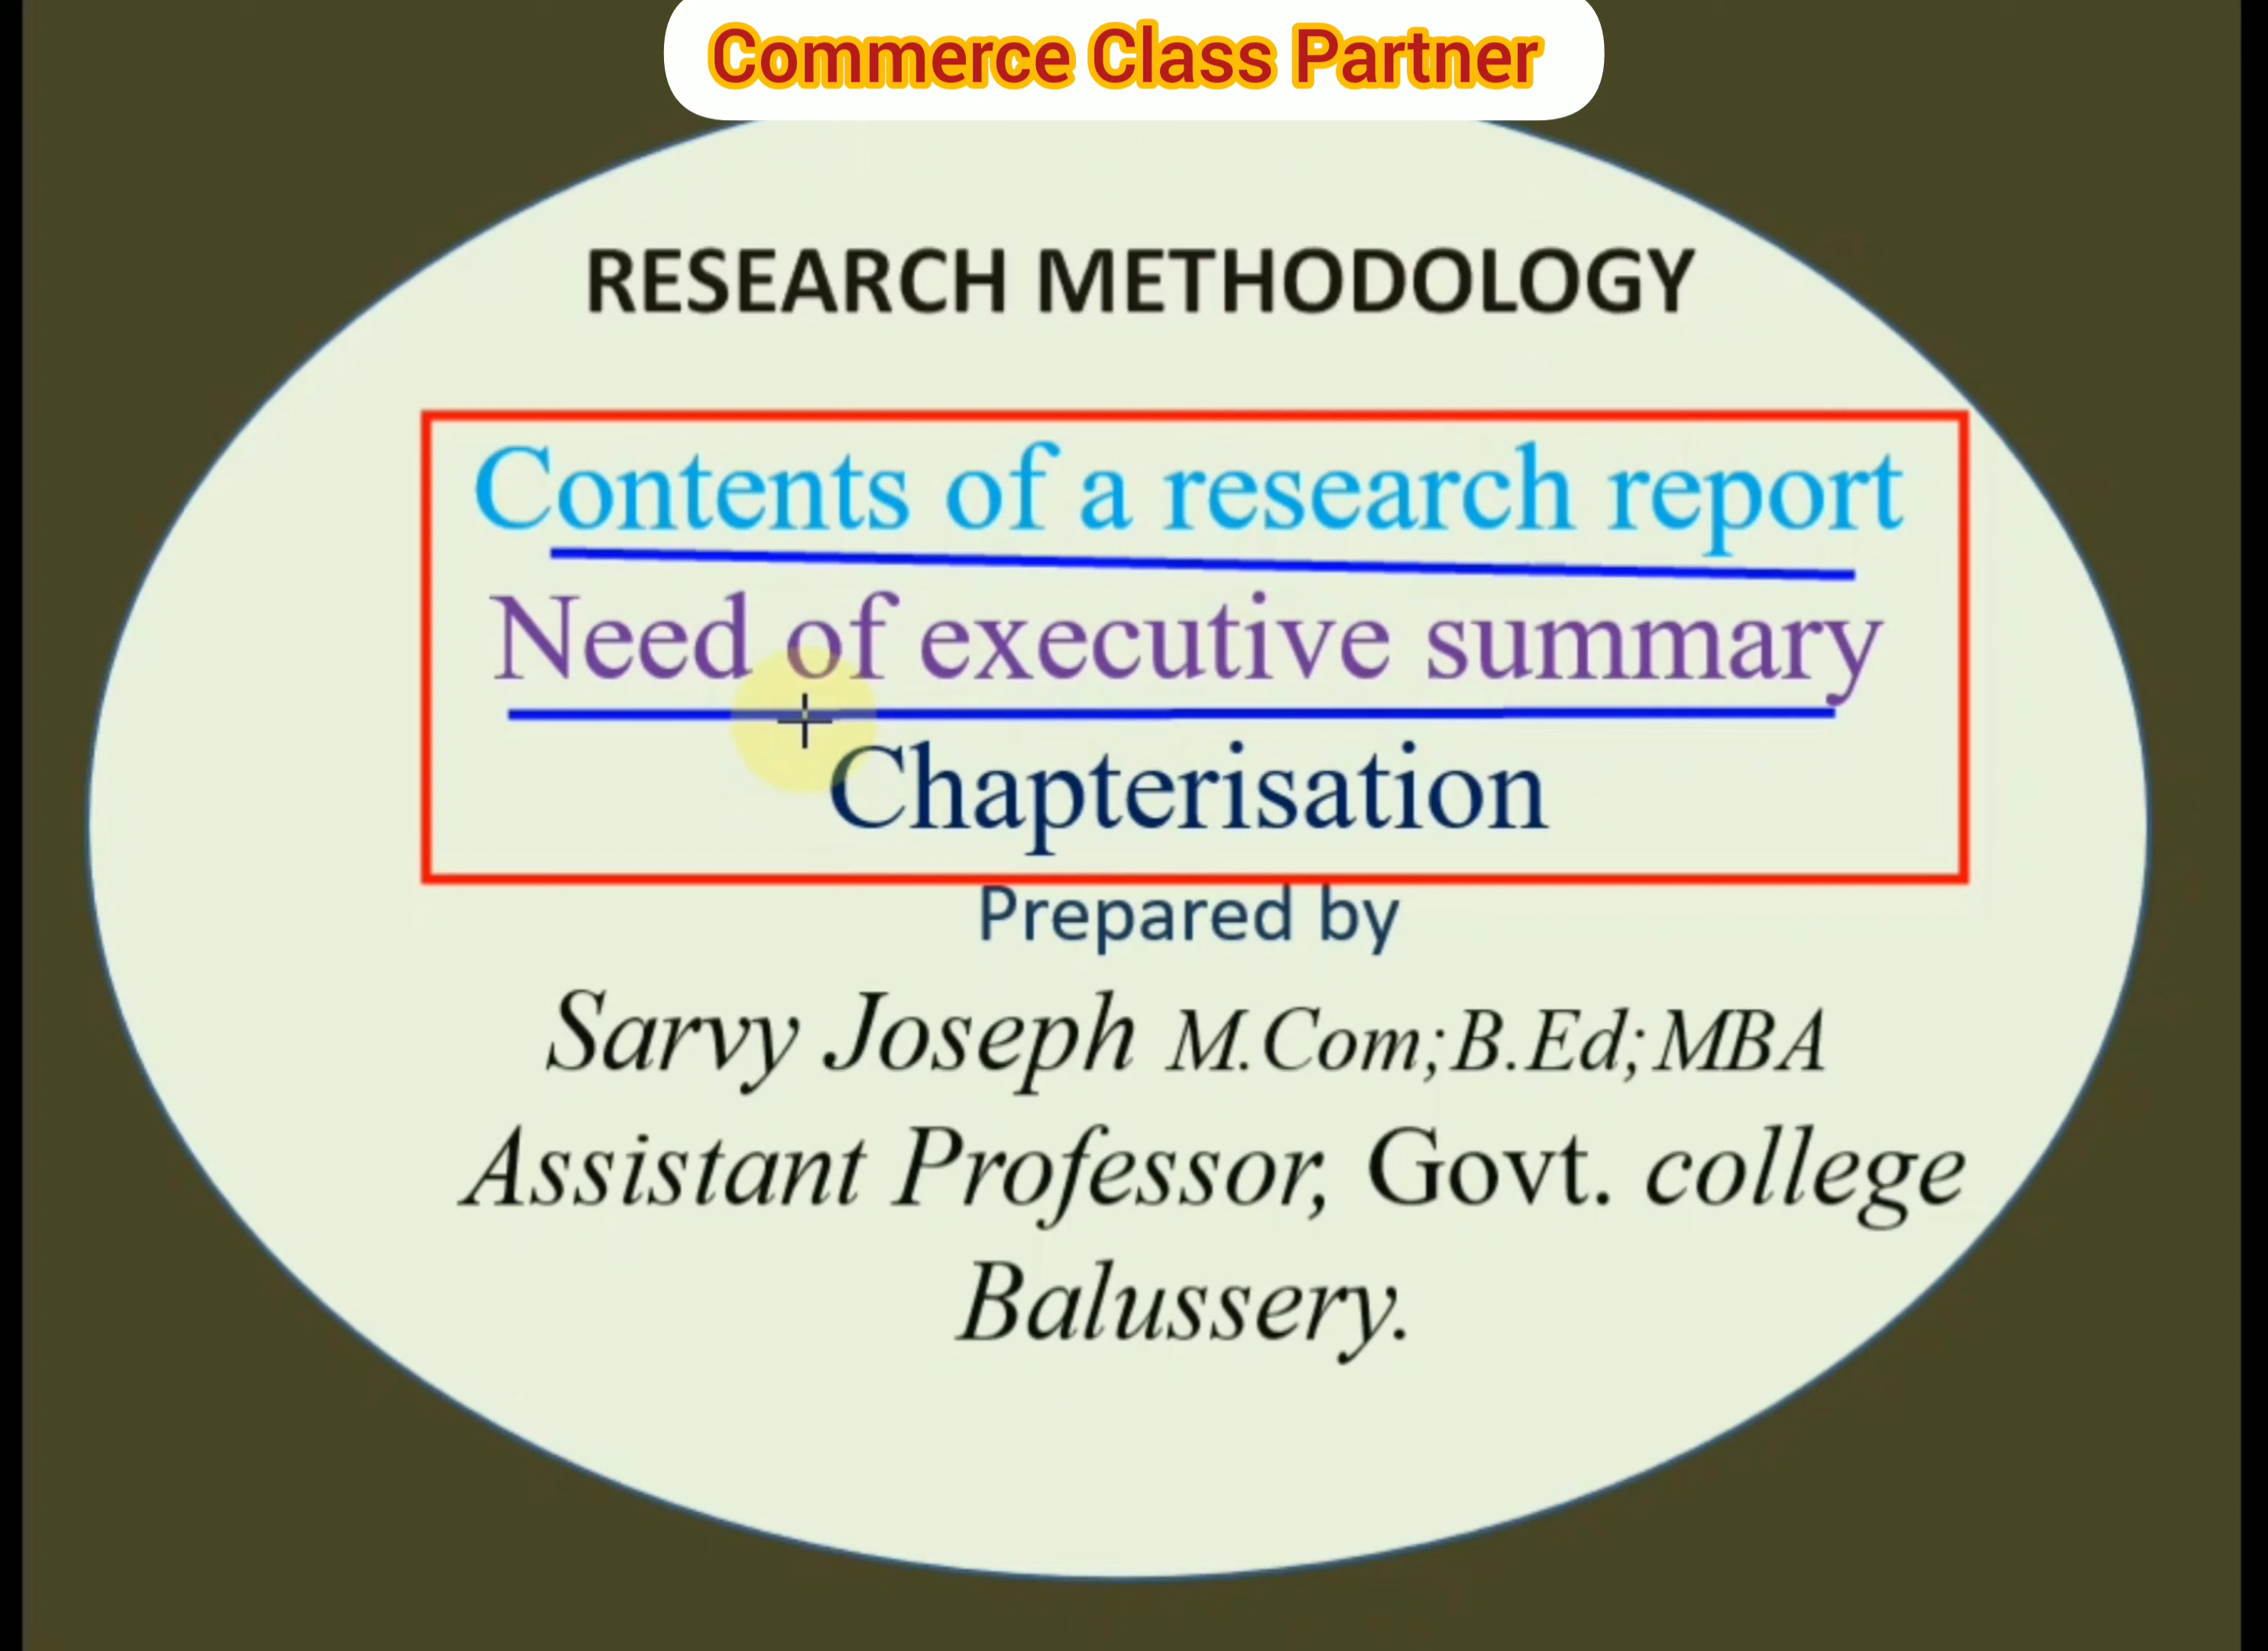 Commerce Class Partner
RESEARCH METHODOLOGY
Contents of a research report
Need of executive summary
Chapterisation
Prepared by
Sarvy Joseph M.Com;B.Ed;MBA
Assistant Professor, Govt. college
Balussery.